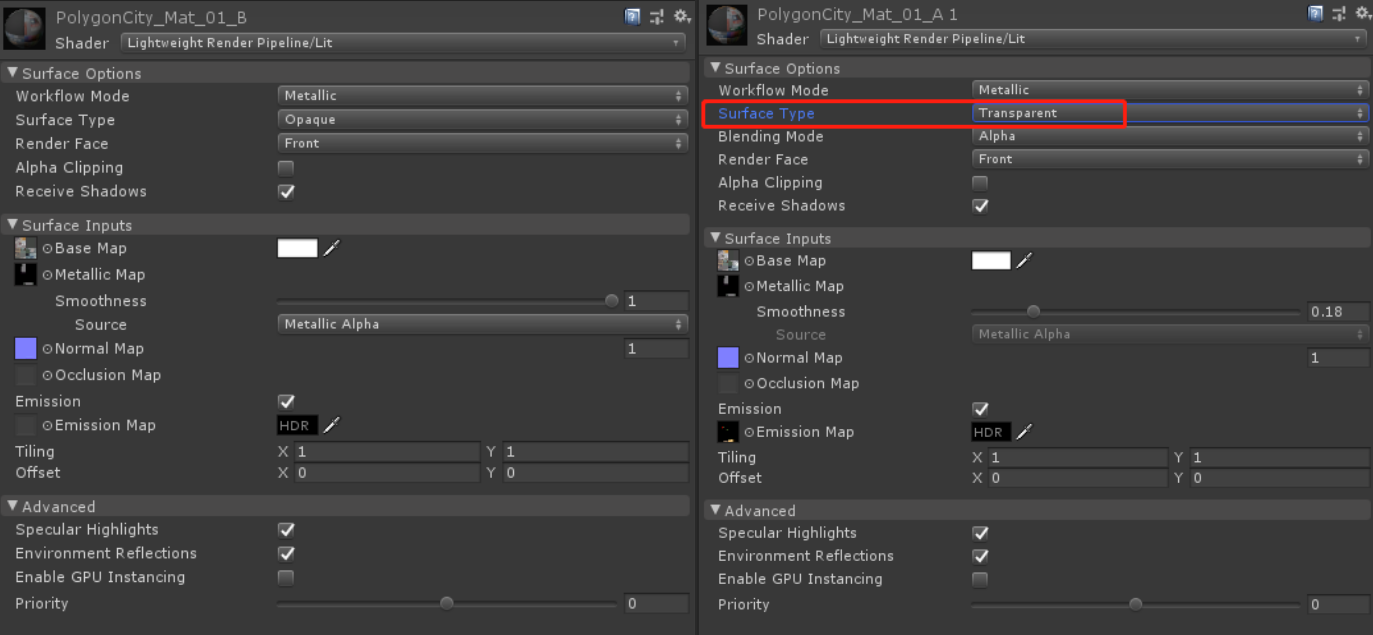 PolygonCity_Mat_01_B
Shader Lightweight Render Pipeline/Lit
Surface Options
Workflow Mode Metallic
Surface Type Opaque
Render Face Front
Alpha Clipping
Receive Shadows
Surface Inputs
Base Map
Metallic Map
Smoothness 1
Source Metallic Alpha
Normal Map 1
Occlusion Map
Emission
Emission Map HDR
Tiling X 1 Y 1
Offset X 0 Y 0
Advanced
Specular Highlights
Environment Reflections
Enable GPU Instancing
Priority 0
PolygonCity_Mat_01_A 1
Shader Lightweight Render Pipeline/Lit
Surface Options
Workflow Mode Metallic
Surface Type Transparent
Blending Mode Alpha
Render Face Front
Alpha Clipping
Receive Shadows
Surface Inputs
Base Map
Metallic Map
Smoothness 0.18
Source Metallic Alpha
Normal Map 1
Occlusion Map
Emission
Emission Map HDR
Tiling X 1 Y 1
Offset X 0 Y 0
Advanced
Specular Highlights
Environment Reflections
Enable GPU Instancing
Priority 0